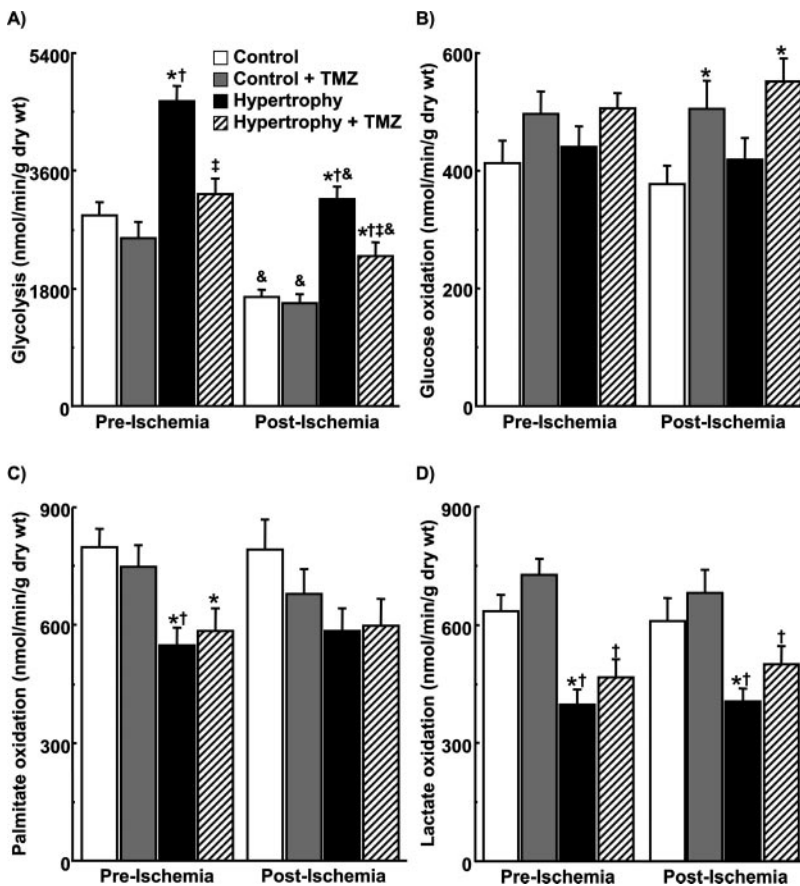 A)
Glycolysis (nmol/min/g dry wt)
5400
3600
1800
0
Control
Control + TMZ
Hypertrophy
Hypertrophy + TMZ
*†
‡
&
&
*†&
*†‡&
Pre-Ischemia
Post-Ischemia
B)
Glucose oxidation (nmol/min/g dry wt)
600
400
200
0
*
*
Pre-Ischemia
Post-Ischemia
C)
Palmitate oxidation (nmol/min/g dry wt)
900
600
300
0
*†
*
Pre-Ischemia
Post-Ischemia
D)
Lactate oxidation (nmol/min/g dry wt)
900
600
300
0
*†
†
*†
†
Pre-Ischemia
Post-Ischemia